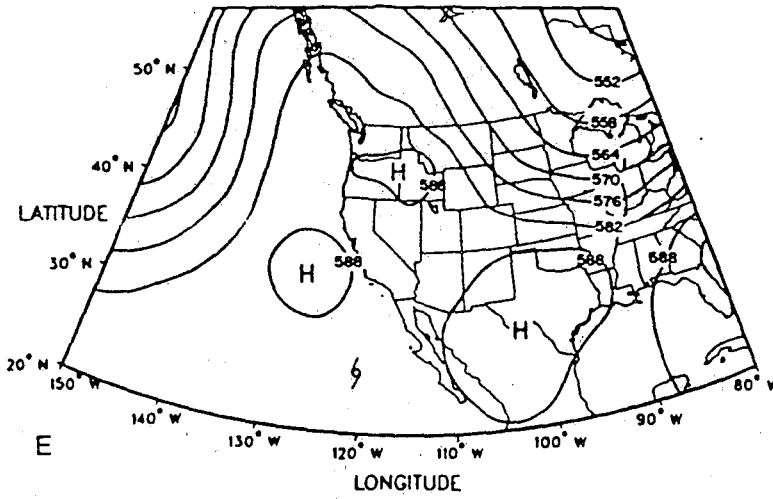 50° N
552
558
40° N
564
H
588
570
576
LATITUDE
582
30° N
H
588
588
588
H
20° N
150° W
80° W
140° W
90° W
130° W
100° W
E
120° W
110° W
LONGITUDE